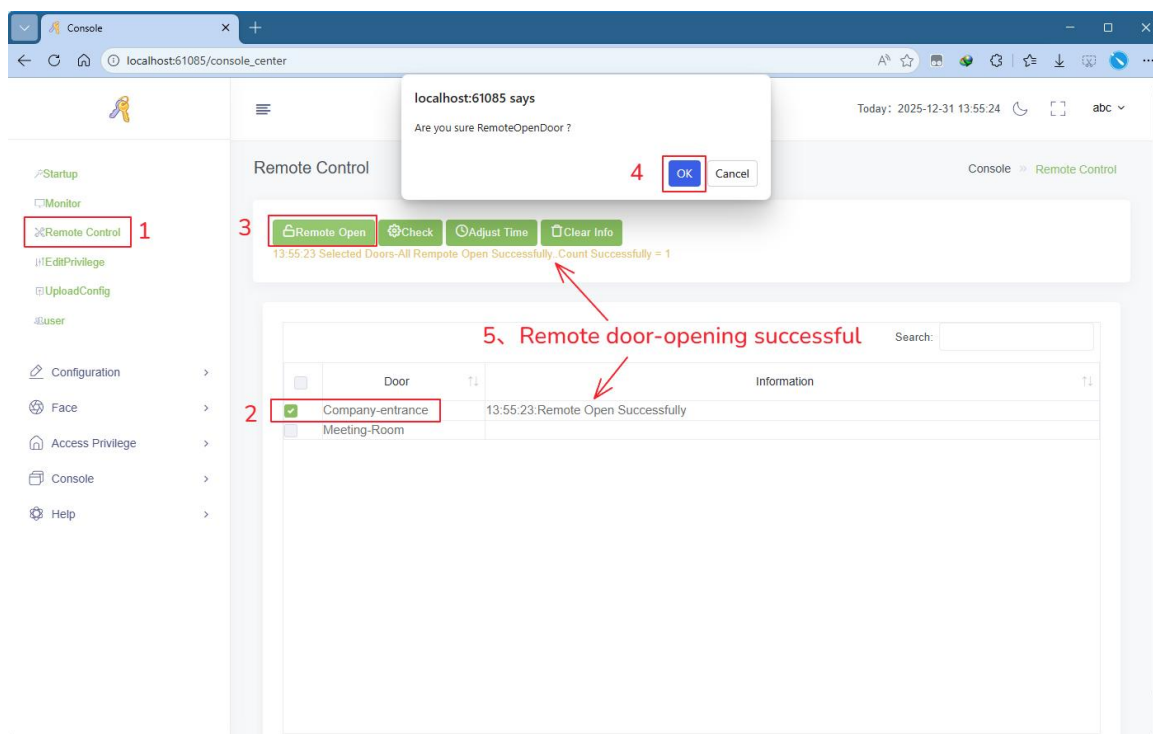 Console
localhost:61085/console_center
localhost:61085 says
Are you sure RemoteOpenDoor ?
4
OK
Cancel
Today：2025-12-31 13:55:24
abc
Remote Control
Console » Remote Control
Startup
Monitor
Remote Control
1
EditPrivilege
UploadConfig
user
Configuration
Face
Access Privilege
Console
Help
3
Remote Open
Check
Adjust Time
Clear Info
13:55:23 Selected Doors-All Rempote Open Successfully..Count Successfully = 1
5、Remote door-opening successful
Search:
Door
Information
2
Company-entrance
13:55:23:Remote Open Successfully
Meeting-Room